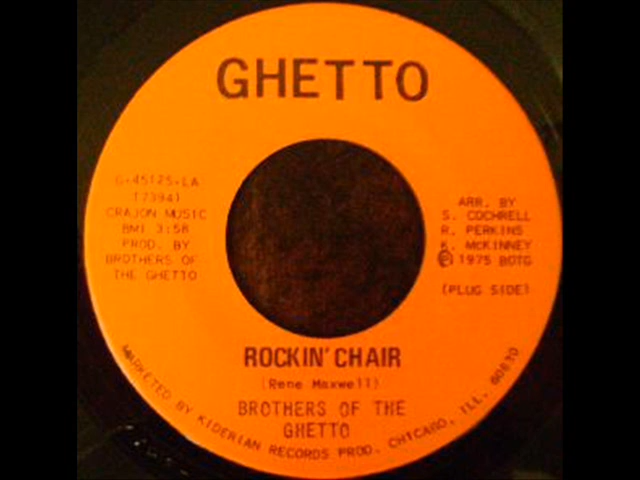 GHETTO
G-45175-LA
(7394)
CRAJON MUSIC
BMI 3:58
PROD. BY
BROTHERS OF
THE GHETTO
ARR. BY
S. COCHRELL
R. PERKINS
K. McKINNEY
℗ 1975 BOTG
(PLUG SIDE)
ROCKIN' CHAIR
(Rene Maxwell)
BROTHERS OF THE
GHETTO
MARKETED BY KIDERIAN RECORDS PROD. CHICAGO, ILL. 60630